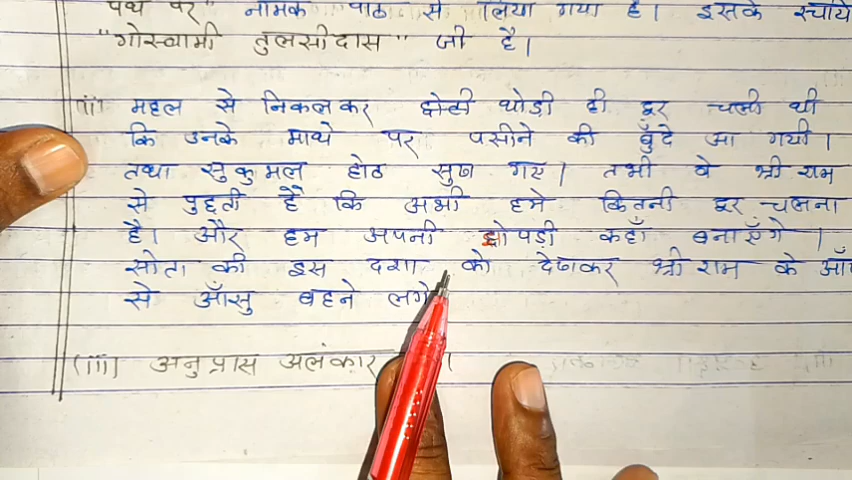 पथ पर" नामक पाठ से लिया गया है। इसके रचयि
"गोस्वामी तुलसीदास" जी है।
(ii) महल से निकलकर थोडी ही दूर चली थी
कि उनके माथे पर पसीने की बुँदे आ गयी।
तथा सुकुमल होठ सुख गए। तभी वे श्री राम
से पुछती हैं कि अभी हमे कितनी दूर चलना
है। और हम अपनी झोपड़ी कहाँ बनाएँगे।
सीता की इस दशा को देखकर श्री राम के
से आँसु बहने लगे
(iii) अनुप्रास अलंकार